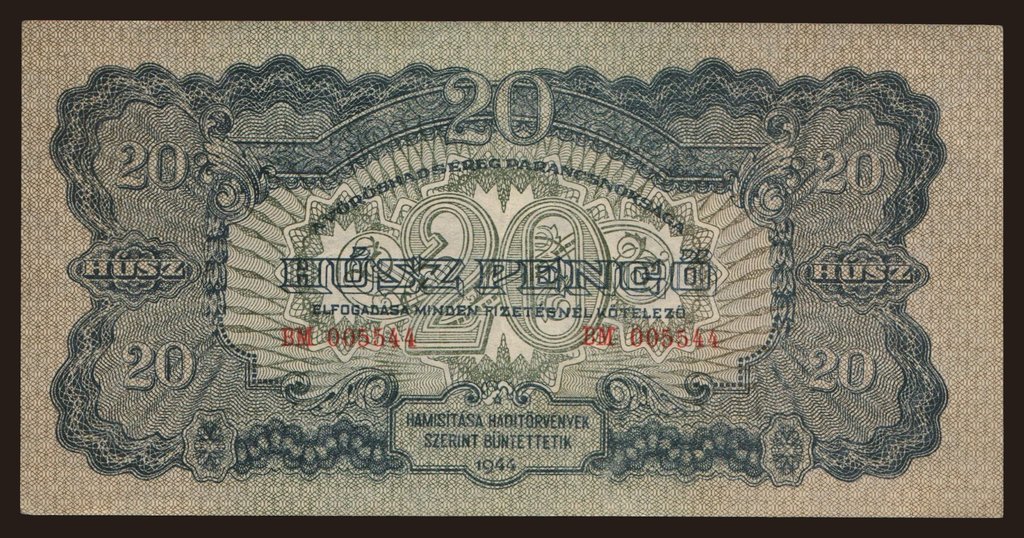 20
20 20
A VÖRÖSHADSEREG PARANCSNOKSÁGA
20
HÚSZ HÚSZ PENGŐ HÚSZ
ELFOGADÁSA MINDEN FIZETÉSNÉL KÖTELEZŐ
BM 005544 BM 005544
20 20
HAMISÍTÁSA HADITÖRVÉNYEK
SZERINT BÜNTETTETIK
1944